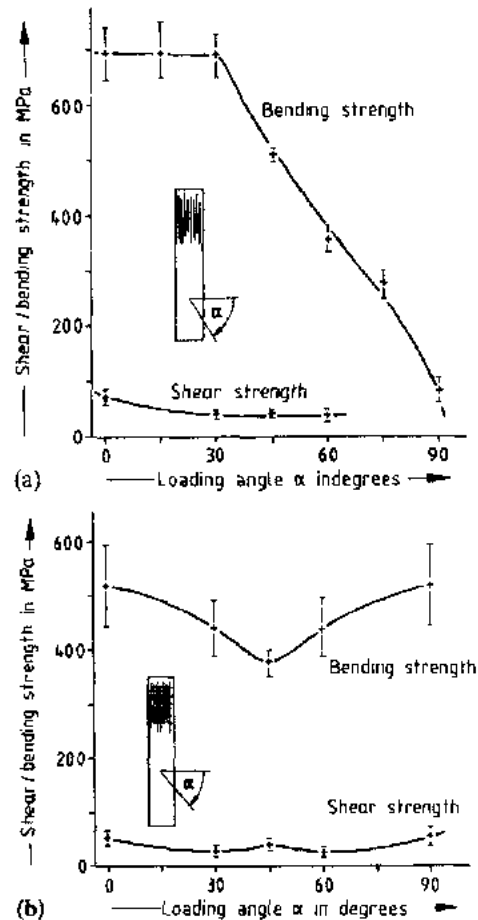 Shear/bending strength in MPa
600
400
200
0
Bending strength
α
Shear strength
0 30 60 90
(a)
Loading angle α indegrees
Shear/bending strength in MPa
600
400
200
0
Bending strength
α
Shear strength
0 30 60 90
(b)
Loading angle α in degrees